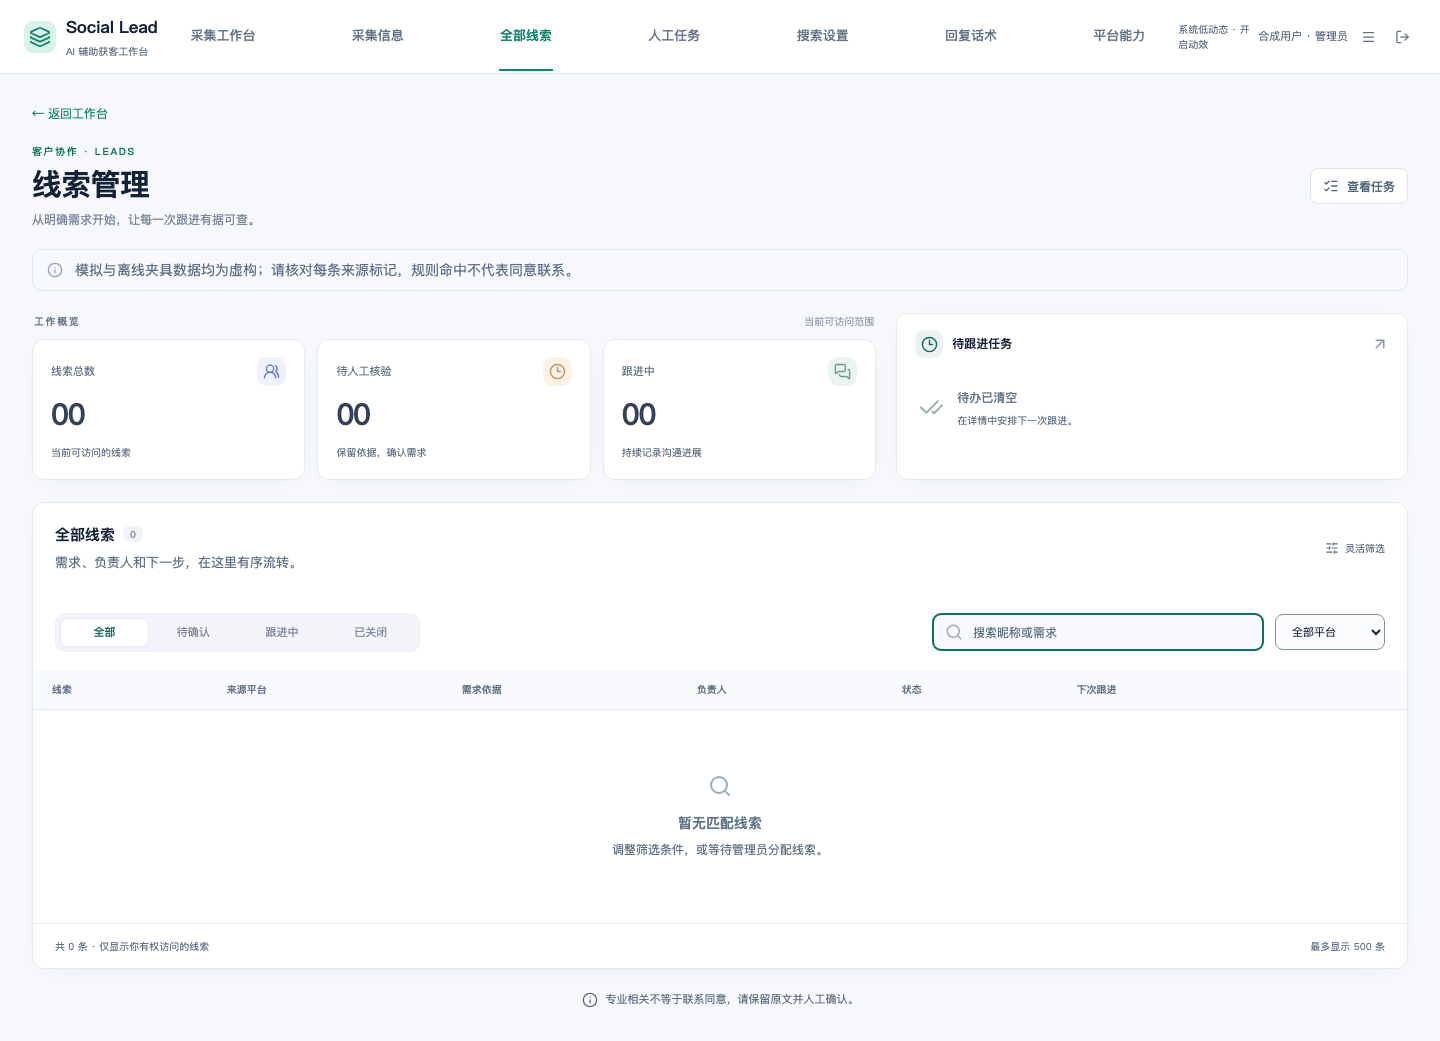 Social Lead
AI 辅助获客工作台
采集工作台
采集信息
全部线索
人工任务
搜索设置
回复话术
平台能力
系统低动态 · 开
启动效
合成用户 · 管理员
← 返回工作台
客户协作 · LEADS
线索管理
从明确需求开始，让每一次跟进有据可查。
查看任务
模拟与离线夹具数据均为虚构；请核对每条来源标记，规则命中不代表同意联系。
工作概览
当前可访问范围
线索总数
00
当前可访问的线索
待人工核验
00
保留依据，确认需求
跟进中
00
持续记录沟通进展
待跟进任务
待办已清空
在详情中安排下一次跟进。
全部线索 0
需求、负责人和下一步，在这里有序流转。
灵活筛选
全部
待确认
跟进中
已关闭
搜索昵称或需求
全部平台
线索
来源平台
需求依据
负责人
状态
下次跟进
暂无匹配线索
调整筛选条件，或等待管理员分配线索。
共 0 条 · 仅显示你有权访问的线索
最多显示 500 条
专业相关不等于联系同意，请保留原文并人工确认。